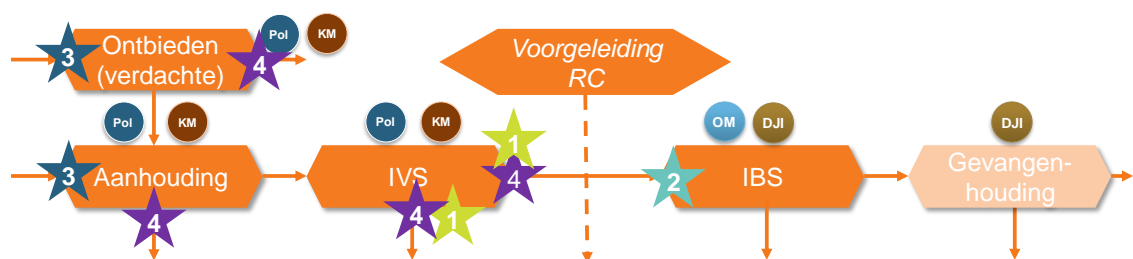 Pol
KM
3
Ontbieden
(verdachte)
4
Voorgeleiding
RC
Pol
KM
Pol
KM
OM
DJI
DJI
3
Aanhouding
4
IVS
1
4
4
1
2
IBS
Gevangen-
houding